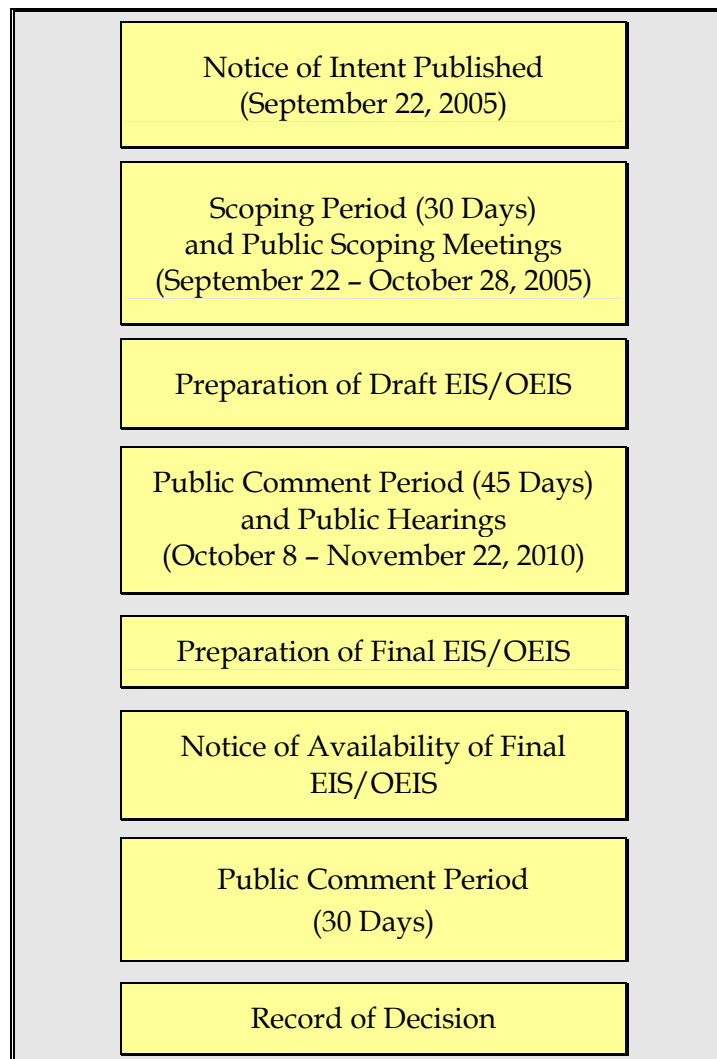 Notice of Intent Published
(September 22, 2005)
Scoping Period (30 Days)
and Public Scoping Meetings
(September 22 – October 28, 2005)
Preparation of Draft EIS/OEIS
Public Comment Period (45 Days)
and Public Hearings
(October 8 – November 22, 2010)
Preparation of Final EIS/OEIS
Notice of Availability of Final
EIS/OEIS
Public Comment Period
(30 Days)
Record of Decision